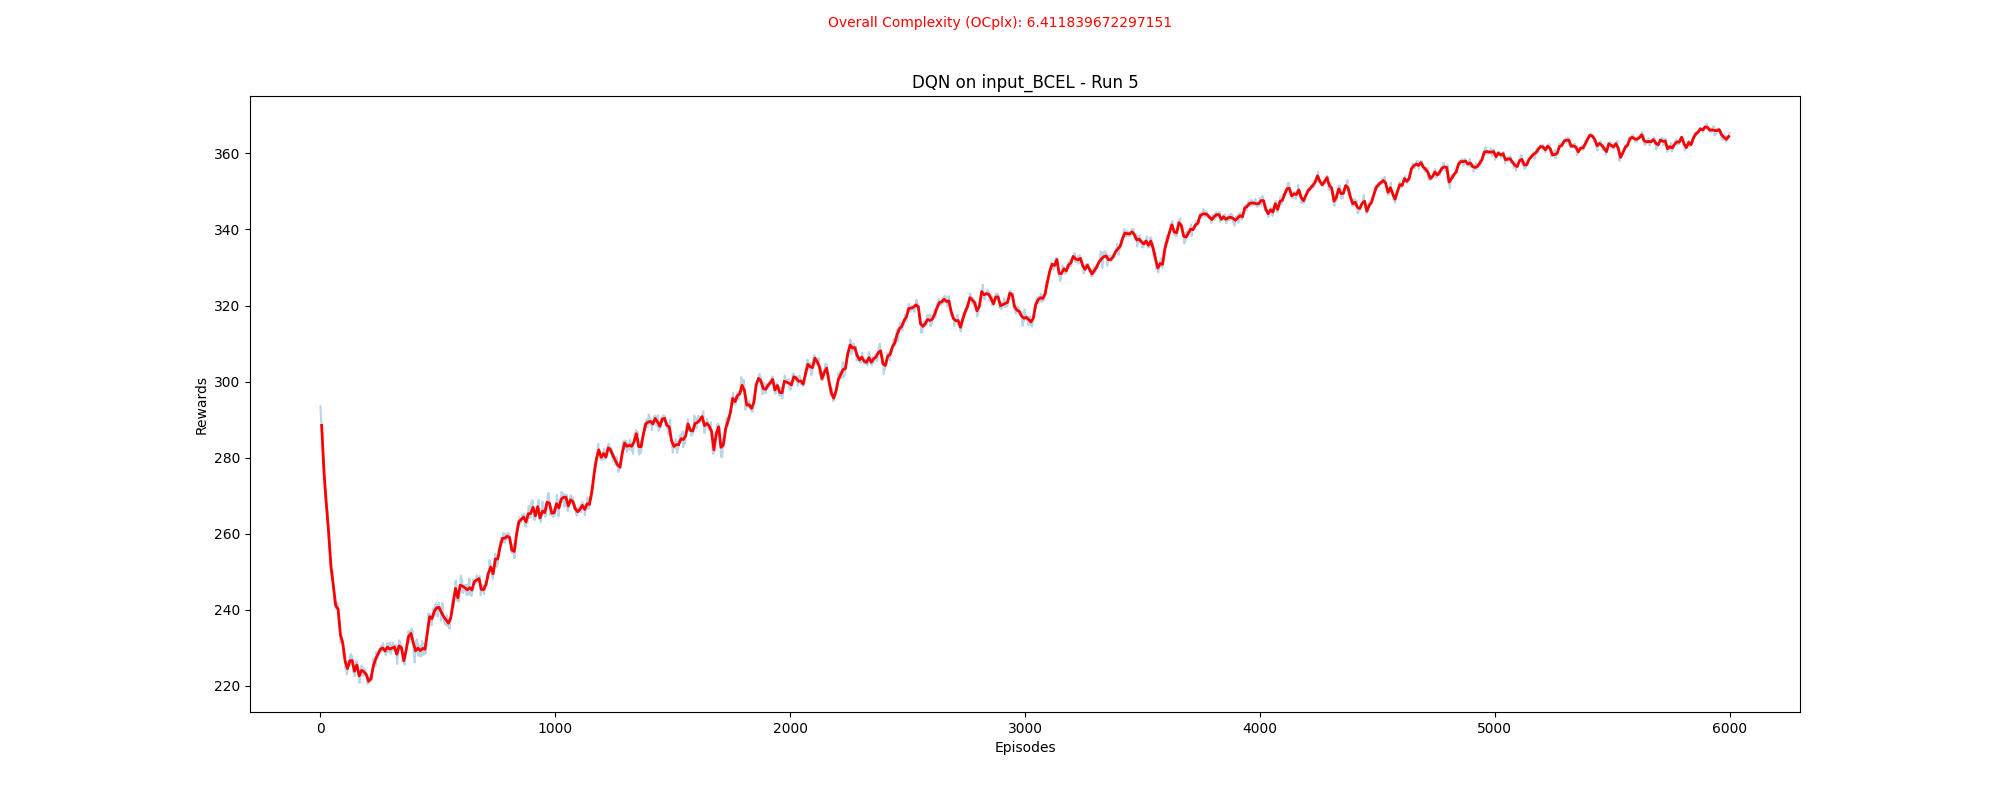 Overall Complexity (OCplx): 6.411839672297151
DQN on input_BCEL - Run 5
Rewards
360
340
320
300
280
260
240
220
0 1000 2000 3000 4000 5000 6000
Episodes